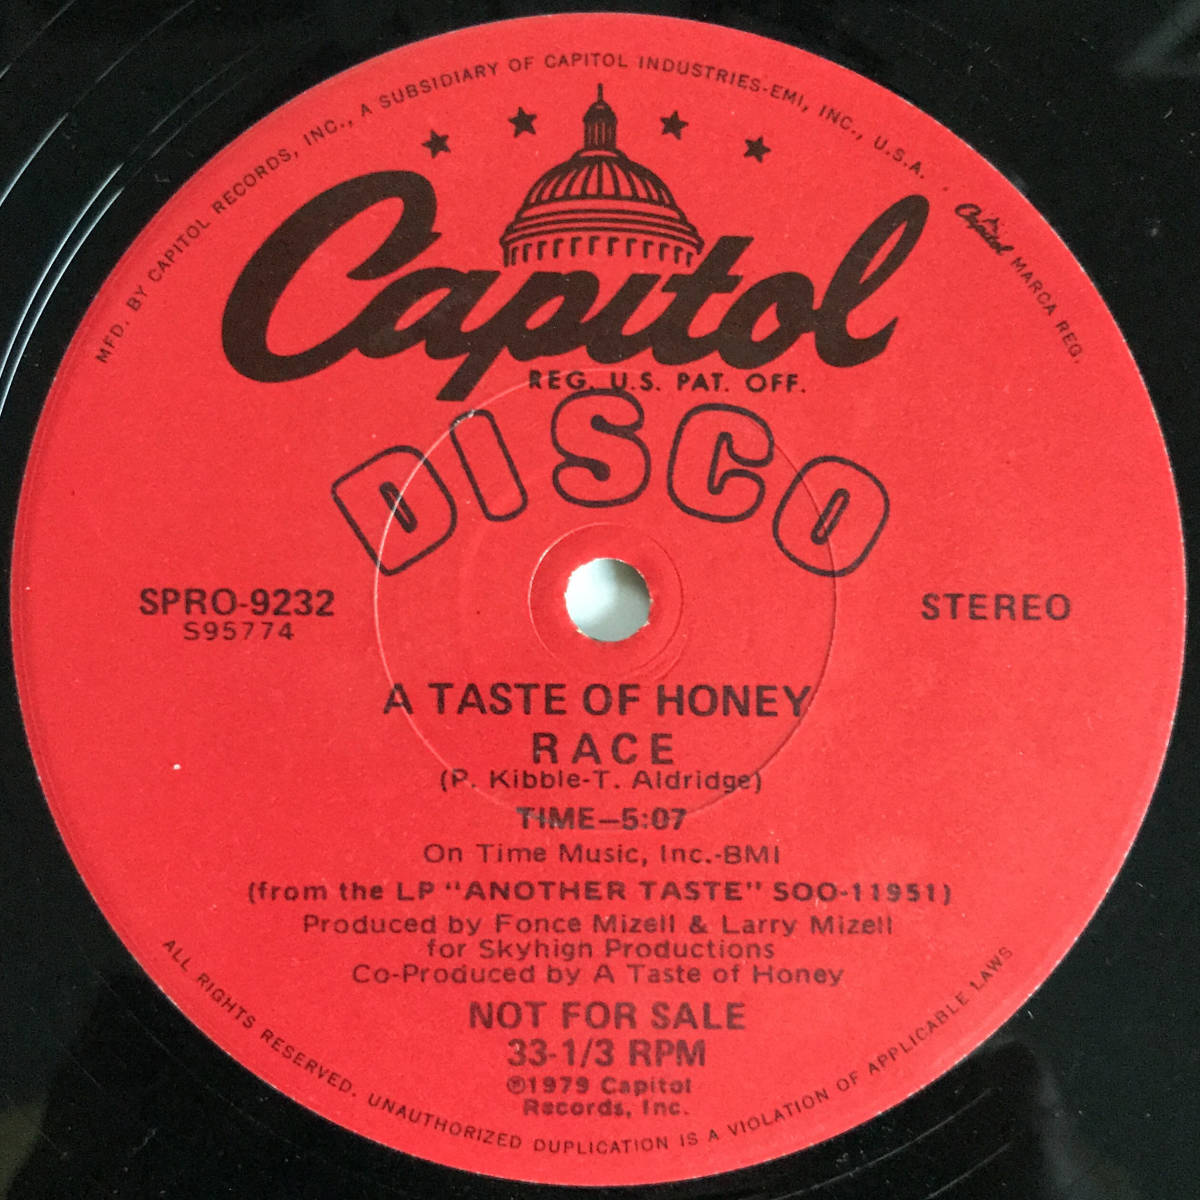 MFD. BY CAPITOL RECORDS, INC., A SUBSIDIARY OF CAPITOL INDUSTRIES-EMI, INC., U.S.A. . Capitol MARCA REG.
Capitol
REG. U.S. PAT. OFF.
DISCO
SPRO-9232
S95774
STEREO
A TASTE OF HONEY
RACE
(P. Kibble-T. Aldridge)
TIME—5:07
On Time Music, Inc.-BMI
(from the LP "ANOTHER TASTE" SOO-11951)
Produced by Fonce Mizell & Larry Mizell
for Skyhign Productions
Co-Produced by A Taste of Honey
NOT FOR SALE
33-1/3 RPM
℗1979 Capitol
Records, Inc.
ALL RIGHTS RESERVED. UNAUTHORIZED DUPLICATION IS A VIOLATION OF APPLICABLE LAWS